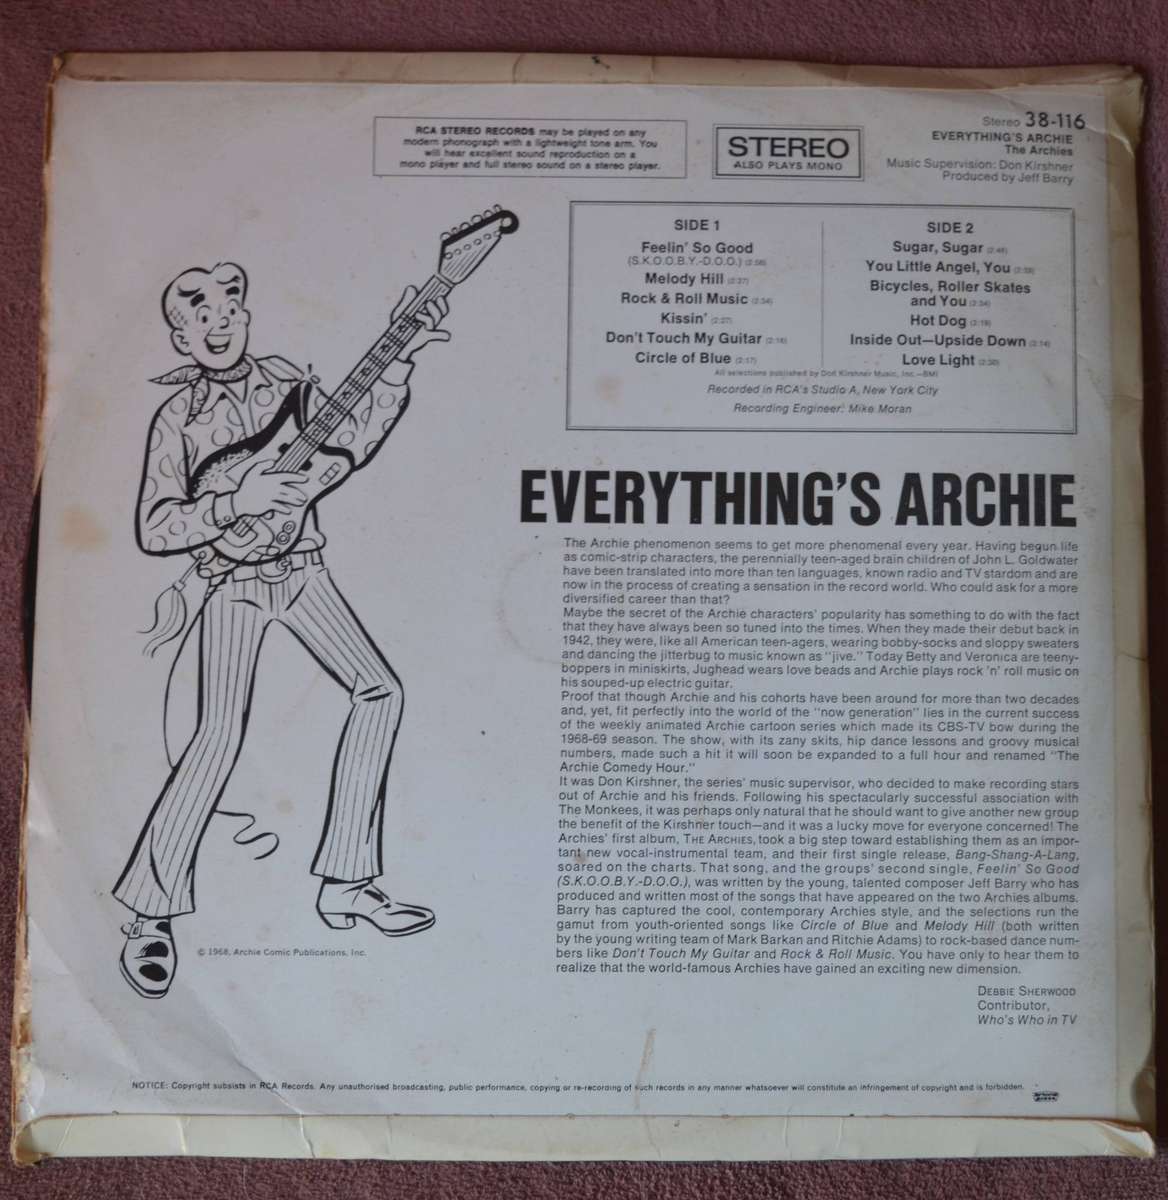 RCA STEREO RECORDS may be played on any
modern phonograph with a lightweight tone arm. You
will hear excellent sound reproduction on a
mono player and full stereo sound on a stereo player.
STEREO
ALSO PLAYS MONO
Stereo 38-116
EVERYTHING'S ARCHIE
The Archies
Music Supervision: Don Kirshner
Produced by Jeff Barry
SIDE 1
Feelin' So Good
(S.K.O.O.B.Y.-D.O.O.) (2:58)
Melody Hill (2:27)
Rock & Roll Music (2:34)
Kissin' (2:27)
Don't Touch My Guitar (2:16)
Circle of Blue (2:17)
SIDE 2
Sugar, Sugar (2:48)
You Little Angel, You
Bicycles, Roller Skates
and You (2:34)
Hot Dog (2:19)
Inside Out—Upside Down (2:14)
Love Light (2:30)
All selections published by Don Kirshner Music, Inc.—BMI
Recorded in RCA's Studio A, New York City
Recording Engineer: Mike Moran
EVERYTHING'S ARCHIE
The Archie phenomenon seems to get more phenomenal every year. Having begun life
as comic-strip characters, the perennially teen-aged brain children of John L. Goldwater
have been translated into more than ten languages, known radio and TV stardom and are
now in the process of creating a sensation in the record world. Who could ask for a more
diversified career than that?
Maybe the secret of the Archie characters' popularity has something to do with the fact
that they have always been so tuned into the times. When they made their debut back in
1942, they were, like all American teen-agers, wearing bobby-socks and sloppy sweaters
and dancing the jitterbug to music known as "jive." Today Betty and Veronica are teeny-
boppers in miniskirts, Jughead wears love beads and Archie plays rock 'n' roll music on
his souped-up electric guitar.
Proof that though Archie and his cohorts have been around for more than two decades
and, yet, fit perfectly into the world of the "now generation" lies in the current success
of the weekly animated Archie cartoon series which made its CBS-TV bow during the
1968-69 season. The show, with its zany skits, hip dance lessons and groovy musical
numbers, made such a hit it will soon be expanded to a full hour and renamed "The
Archie Comedy Hour."
It was Don Kirshner, the series' music supervisor, who decided to make recording stars
out of Archie and his friends. Following his spectacularly successful association with
The Monkees, it was perhaps only natural that he should want to give another new group
the benefit of the Kirshner touch—and it was a lucky move for everyone concerned! The
Archies' first album, THE ARCHIES, took a big step toward establishing them as an impor-
tant new vocal-instrumental team, and their first single release, Bang-Shang-A-Lang,
soared on the charts. That song, and the groups' second single, Feelin' So Good
(S.K.O.O.B.Y.-D.O.O.), was written by the young, talented composer Jeff Barry who has
produced and written most of the songs that have appeared on the two Archies albums.
Barry has captured the cool, contemporary Archies style, and the selections run the
gamut from youth-oriented songs like Circle of Blue and Melody Hill (both written
by the young writing team of Mark Barkan and Ritchie Adams) to rock-based dance num-
bers like Don't Touch My Guitar and Rock & Roll Music. You have only to hear them to
realize that the world-famous Archies have gained an exciting new dimension.
DEBBIE SHERWOOD
Contributor,
Who's Who in TV
© 1968, Archie Comic Publications, Inc.
NOTICE: Copyright subsists in RCA Records. Any unauthorised broadcasting, public performance, copying or re-recording of such records in any manner whatsoever will constitute an infringement of copyright and is forbidden.